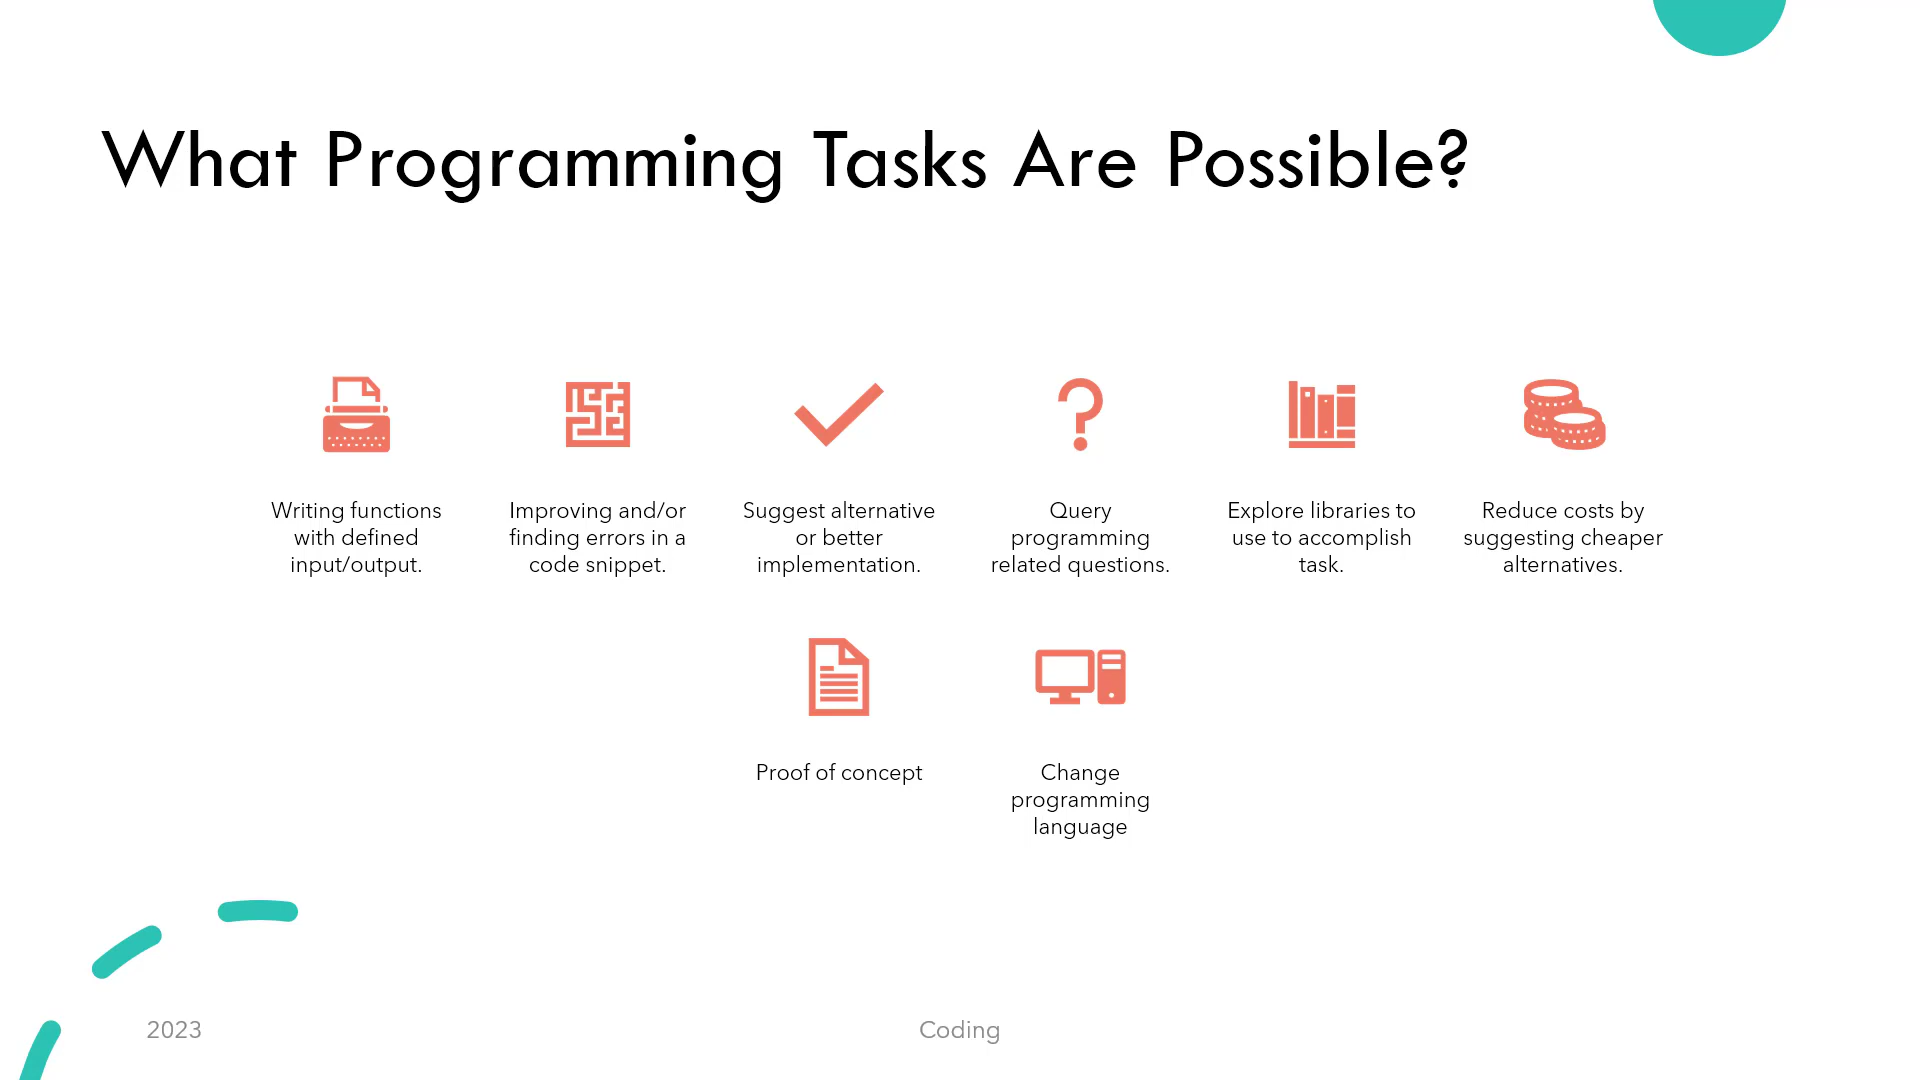 What Programming Tasks Are Possible?
Writing functions
with defined
input/output.
Improving and/or
finding errors in a
code snippet.
Suggest alternative
or better
implementation.
Query
programming
related questions.
Explore libraries to
use to accomplish
task.
Reduce costs by
suggesting cheaper
alternatives.
Proof of concept
Change
programming
language
2023
Coding